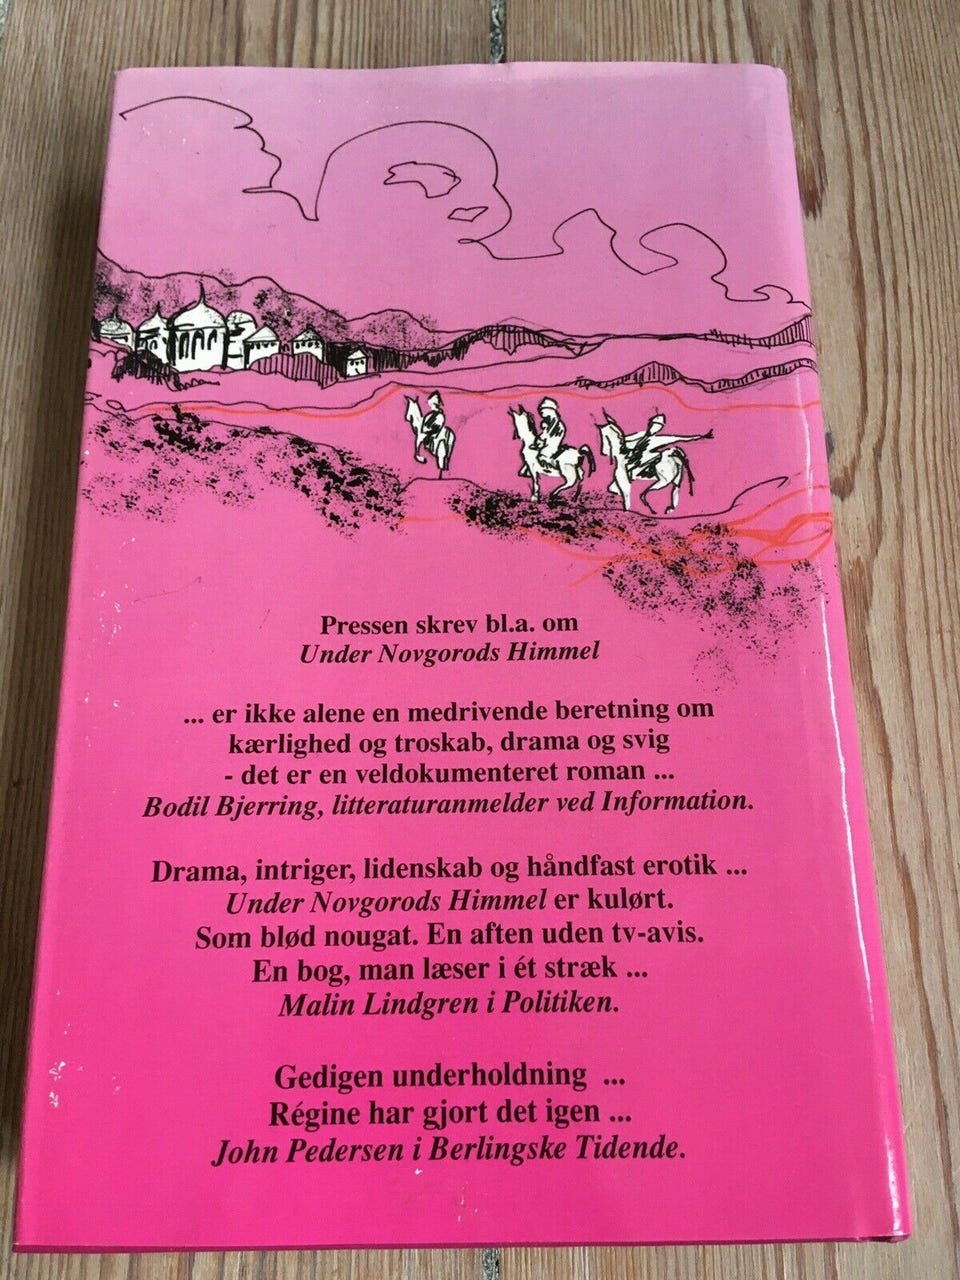 Pressen skrev bl.a. om
Under Novgorods Himmel
... er ikke alene en medrivende beretning om
kærlighed og troskab, drama og svig
- det er en veldokumenteret roman ...
Bodil Bjerring, litteraturanmelder ved Information.
Drama, intriger, lidenskab og håndfast erotik ...
Under Novgorods Himmel er kulørt.
Som blød nougat. En aften uden tv-avis.
En bog, man læser i ét stræk ...
Malin Lindgren i Politiken.
Gedigen underholdning ...
Régine har gjort det igen ...
John Pedersen i Berlingske Tidende.